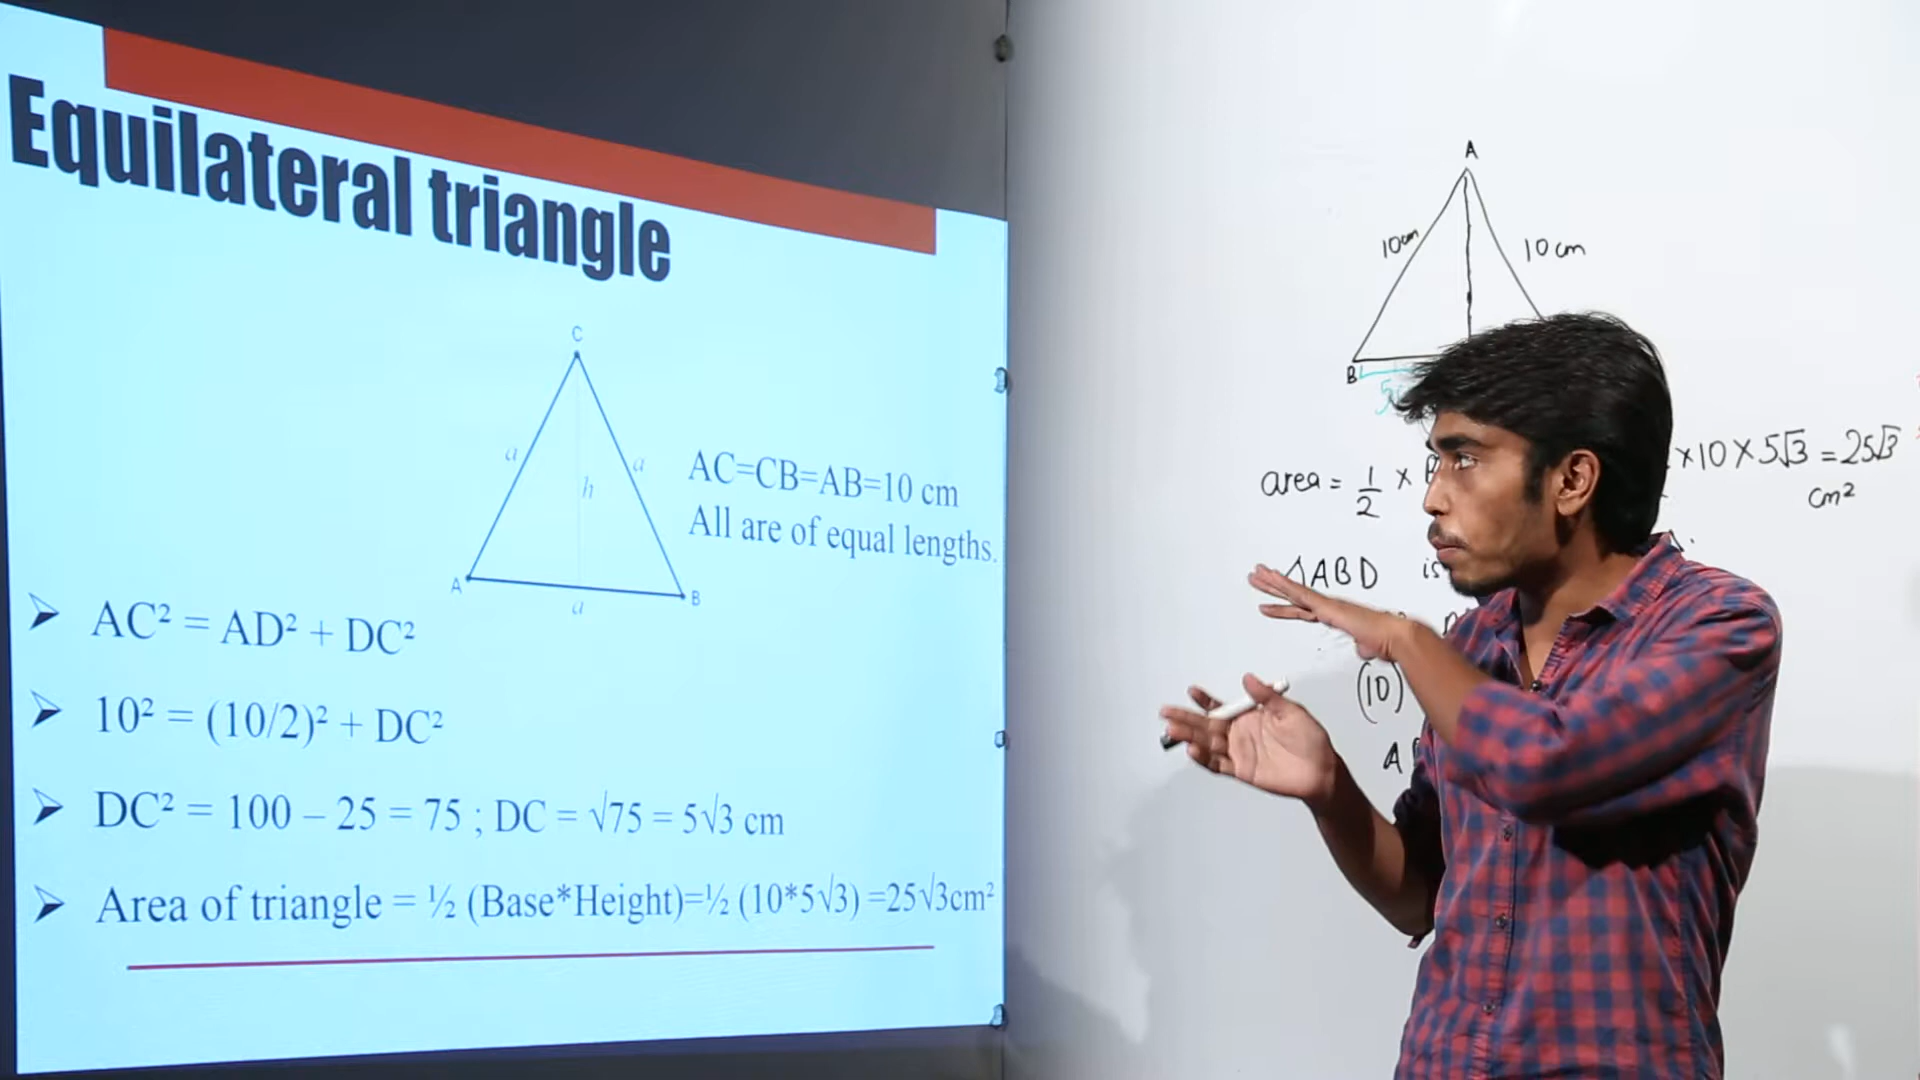 Equilateral triangle
C
a
a
h
A
B
a
AC=CB=AB=10 cm
All are of equal lengths.
AC² = AD² + DC²
10² = (10/2)² + DC²
DC² = 100 – 25 = 75 ; DC = √75 = 5√3 cm
Area of triangle = ½ (Base*Height)=½ (10*5√3) =25√3cm²
A
10cm
10 cm
B
area = 1/2 ×
×10×5√3 = 25√3
cm²
△ABD is
(10)
A